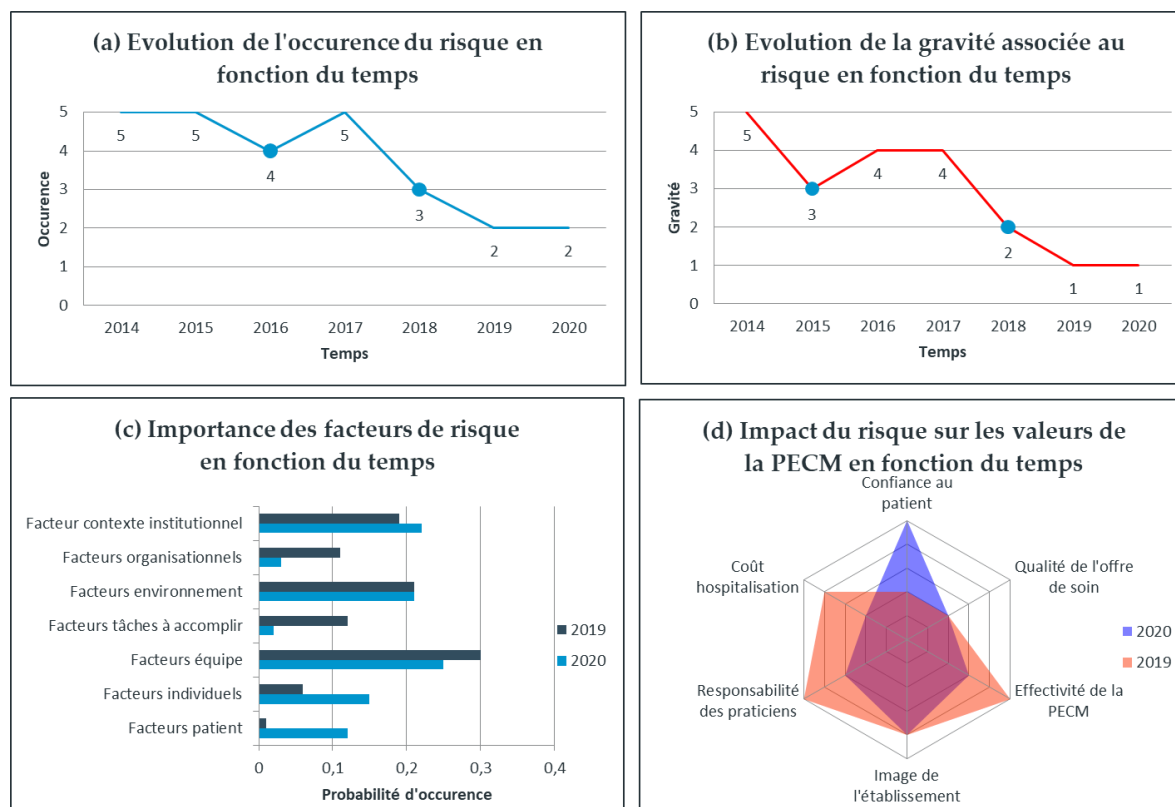 (a) Evolution de l'occurence du risque en
fonction du temps
5
4
3
2
1
0
Occurence
5
5
4
5
3
2
2
2014 2015 2016 2017 2018 2019 2020
Temps
(b) Evolution de la gravité associée au
risque en fonction du temps
5
4
3
2
1
0
Gravité
5
3
4
4
2
1
1
2014 2015 2016 2017 2018 2019 2020
Temps
(c) Importance des facteurs de risque
en fonction du temps
Facteur contexte institutionnel
Facteurs organisationnels
Facteurs environnement
Facteurs tâches à accomplir
Facteurs équipe
Facteurs individuels
Facteurs patient
2019
2020
0 0,1 0,2 0,3 0,4
Probabilité d'occurence
(d) Impact du risque sur les valeurs de
la PECM en fonction du temps
Confiance au
patient
Qualité de l'offre
de soin
Effectivité de la
PECM
Image de
l'établissement
Responsabilité
des praticiens
Coût
hospitalisation
2020
2019